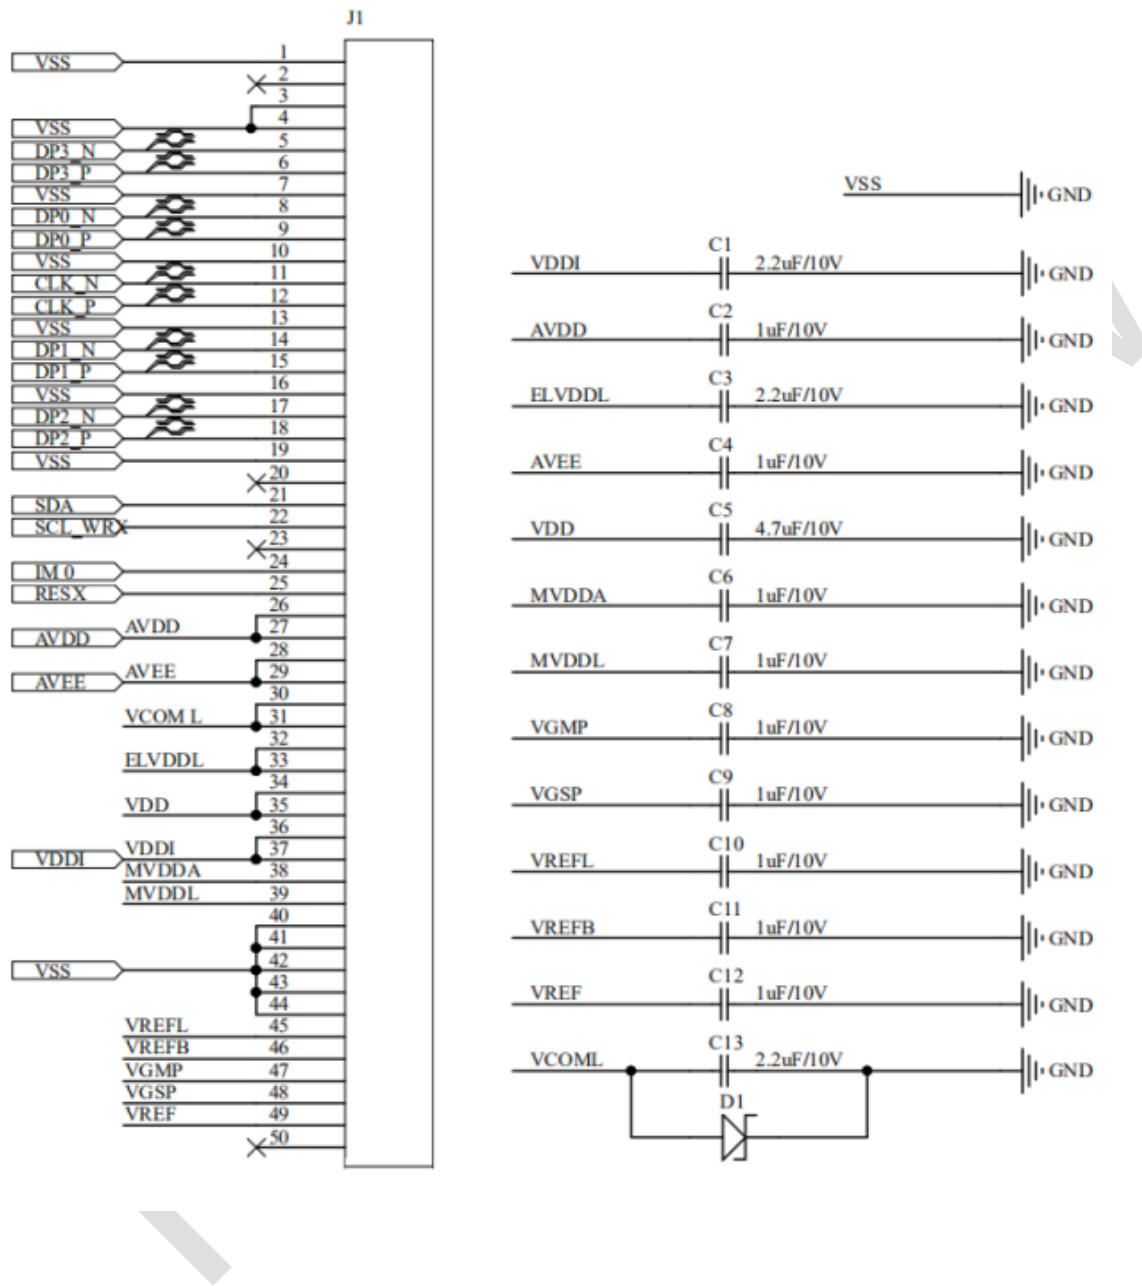 J1
VSS 1
2
3
VSS 4
DP3_N 5
DP3_P 6
VSS 7
DP0_N 8
DP0_P 9
VSS 10
CLK_N 11
CLK_P 12
VSS 13
DP1_N 14
DP1_P 15
VSS 16
DP2_N 17
DP2_P 18
VSS 19
20
SDA 21
SCL_WRX 22
23
IM 0 24
RESX 25
26
AVDD AVDD 27
28
AVEE AVEE 29
30
VCOM L 31
32
ELVDDL 33
34
VDD 35
36
VDDI VDDI 37
MVDDA 38
MVDDL 39
40
41
VSS 42
43
44
VREFL 45
VREFB 46
VGMP 47
VGSP 48
VREF 49
50
VSS GND
C1
VDDI 2.2uF/10V GND
C2
AVDD 1uF/10V GND
C3
ELVDDL 2.2uF/10V GND
C4
AVEE 1uF/10V GND
C5
VDD 4.7uF/10V GND
C6
MVDDA 1uF/10V GND
C7
MVDDL 1uF/10V GND
C8
VGMP 1uF/10V GND
C9
VGSP 1uF/10V GND
C10
VREFL 1uF/10V GND
C11
VREFB 1uF/10V GND
C12
VREF 1uF/10V GND
C13
VCOML 2.2uF/10V GND
D1